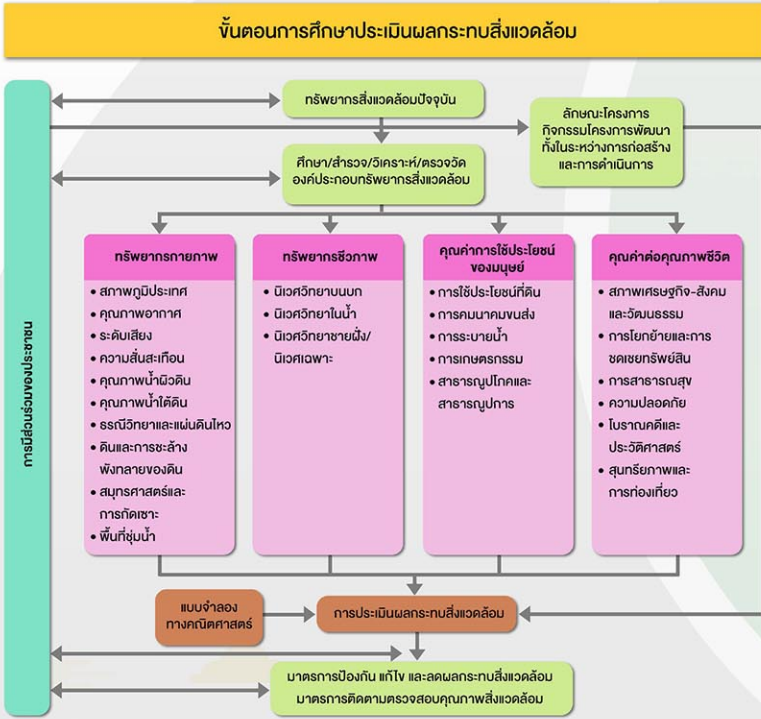 ขั้นตอนการศึกษาประเมินผลกระทบสิ่งแวดล้อม
การมีส่วนร่วมของประชาชน
ทรัพยากรสิ่งแวดล้อมปัจจุบัน
ลักษณะโครงการ
กิจกรรมโครงการพัฒนา
ทั้งในระหว่างการก่อสร้าง
และการดำเนินการ
ศึกษา/สำรวจ/วิเคราะห์/ตรวจวัด
องค์ประกอบทรัพยากรสิ่งแวดล้อม
ทรัพยากรกายภาพ
• สภาพภูมิประเทศ
• คุณภาพอากาศ
• ระดับเสียง
• ความสั่นสะเทือน
• คุณภาพน้ำผิวดิน
• คุณภาพน้ำใต้ดิน
• ธรณีวิทยาและแผ่นดินไหว
• ดินและการชะล้าง
พังทลายของดิน
• สมุทรศาสตร์และ
การกัดเซาะ
• พื้นที่ชุ่มน้ำ
ทรัพยากรชีวภาพ
• นิเวศวิทยาบนบก
• นิเวศวิทยาในน้ำ
• นิเวศวิทยาชายฝั่ง/
นิเวศเฉพาะ
คุณค่าการใช้ประโยชน์
ของมนุษย์
• การใช้ประโยชน์ที่ดิน
• การคมนาคมขนส่ง
• การระบายน้ำ
• การเกษตรกรรม
• สาธารณูปโภคและ
สาธารณูปการ
คุณค่าต่อคุณภาพชีวิต
• สภาพเศรษฐกิจ-สังคม
และวัฒนธรรม
• การโยกย้ายและการ
ชดเชยทรัพย์สิน
• การสาธารณสุข
• ความปลอดภัย
• โบราณคดีและ
ประวัติศาสตร์
• สุนทรียภาพและ
การท่องเที่ยว
แบบจำลอง
ทางคณิตศาสตร์
การประเมินผลกระทบสิ่งแวดล้อม
มาตรการป้องกัน แก้ไข และลดผลกระทบสิ่งแวดล้อม
มาตรการติดตามตรวจสอบคุณภาพสิ่งแวดล้อม